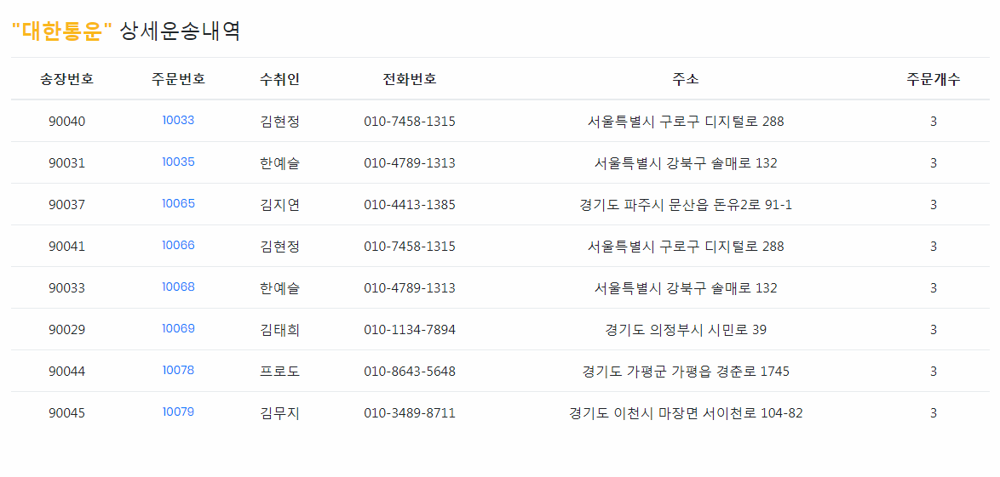 "대한통운" 상세운송내역
송장번호 주문번호 수취인 전화번호 주소 주문개수
90040 10033 김현정 010-7458-1315 서울특별시 구로구 디지털로 288 3
90031 10035 한예슬 010-4789-1313 서울특별시 강북구 솔매로 132 3
90037 10065 김지연 010-4413-1385 경기도 파주시 문산읍 돈유2로 91-1 3
90041 10066 김현정 010-7458-1315 서울특별시 구로구 디지털로 288 3
90033 10068 한예슬 010-4789-1313 서울특별시 강북구 솔매로 132 3
90029 10069 김태희 010-1134-7894 경기도 의정부시 시민로 39 3
90044 10078 프로도 010-8643-5648 경기도 가평군 가평읍 경춘로 1745 3
90045 10079 김무지 010-3489-8711 경기도 이천시 마장면 서이천로 104-82 3